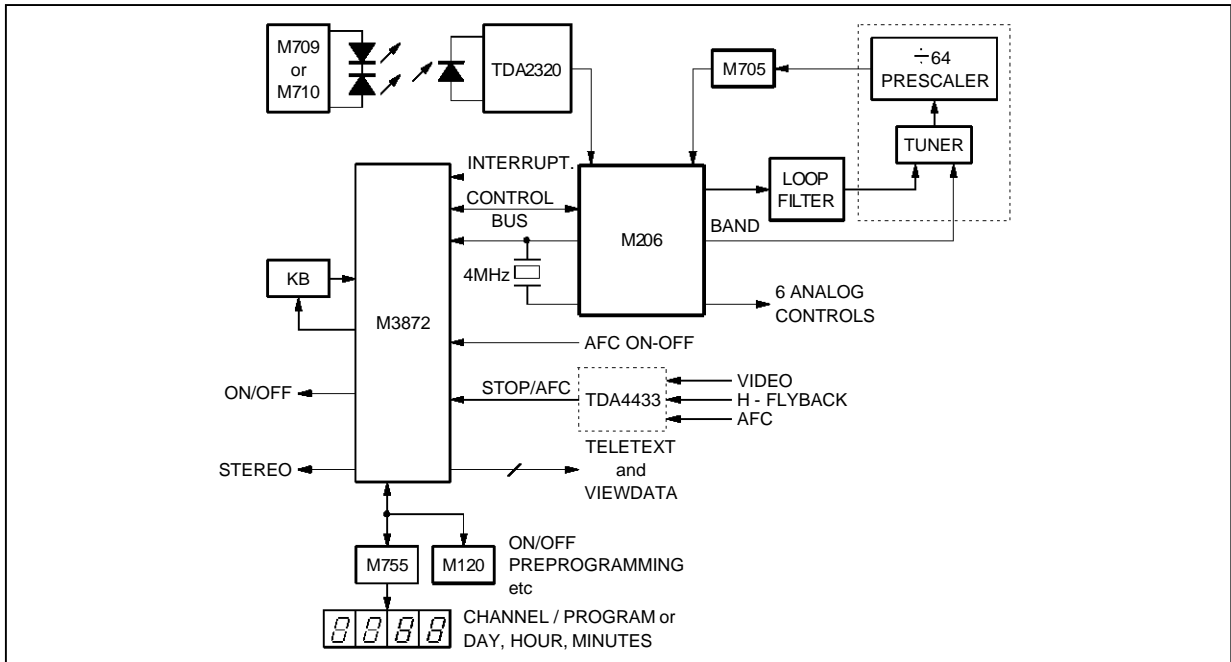 M709
or
M710
TDA2320
M705
÷64
PRESCALER
TUNER
INTERRUPT.
CONTROL
BUS
M206
LOOP
FILTER
BAND
4MHz
KB
M3872
6 ANALOG
CONTROLS
AFC ON-OFF
ON/OFF
STOP/AFC
TDA4433
VIDEO
H - FLYBACK
AFC
STEREO
TELETEXT
and
VIEWDATA
M755
M120
ON/OFF
PREPROGRAMMING
etc
8888
CHANNEL / PROGRAM or
DAY, HOUR, MINUTES